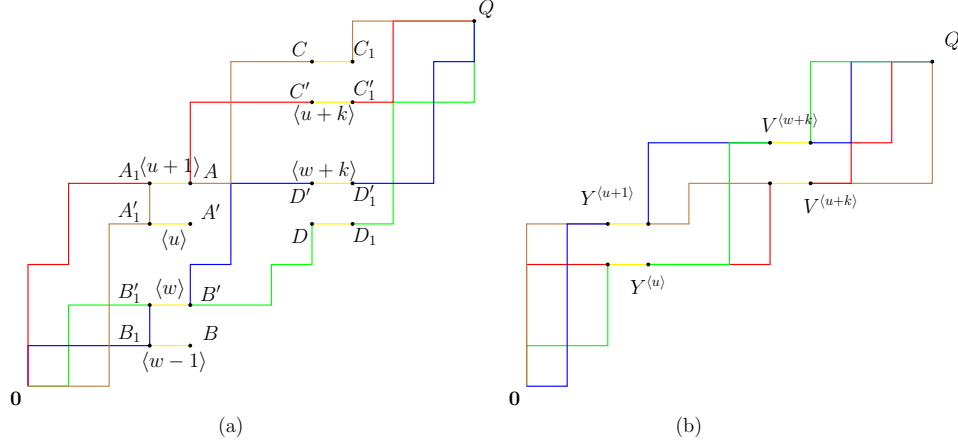 Q
C
C₁
C′
C′₁
⟨u + k⟩
A₁
⟨u + 1⟩
A
⟨w + k⟩
D′
D′₁
A′₁
⟨u⟩
A′
D
D₁
B′₁
⟨w⟩
B′
B₁
B
⟨w − 1⟩
0
(a)
Q
V^⟨w+k⟩
Y^⟨u+1⟩
V^⟨u+k⟩
Y^⟨u⟩
0
(b)